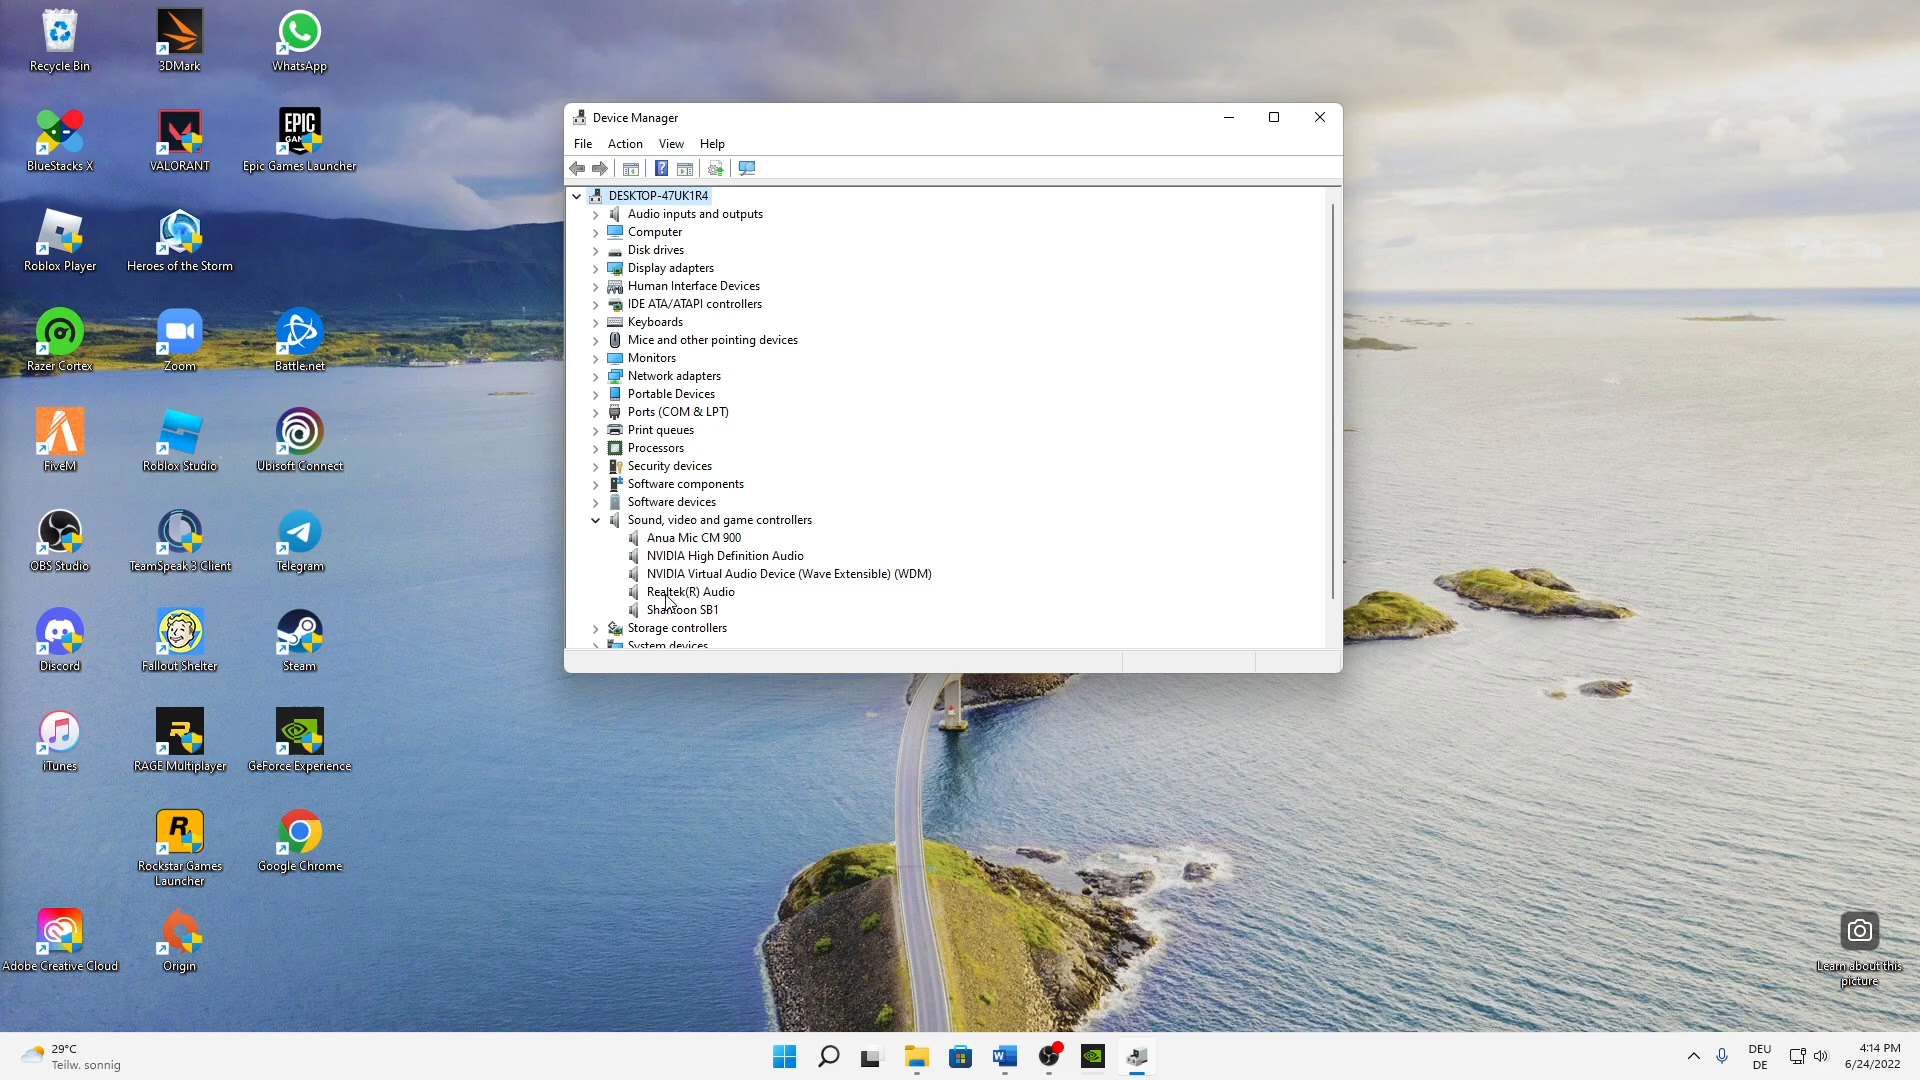 Recycle Bin
3DMark
WhatsApp
BlueStacks X
VALORANT
EPIC
Epic Games Launcher
Roblox Player
Heroes of the Storm
Razer Cortex
Zoom
Battle.net
FiveM
Roblox Studio
Ubisoft Connect
OBS Studio
TeamSpeak 3 Client
Telegram
Discord
Fallout Shelter
Steam
iTunes
RAGE Multiplayer
GeForce Experience
Rockstar Games
Launcher
Google Chrome
Adobe Creative Cloud
Origin
Device Manager
File Action View Help
DESKTOP-47UK1R4
Audio inputs and outputs
Computer
Disk drives
Display adapters
Human Interface Devices
IDE ATA/ATAPI controllers
Keyboards
Mice and other pointing devices
Monitors
Network adapters
Portable Devices
Ports (COM & LPT)
Print queues
Processors
Security devices
Software components
Software devices
Sound, video and game controllers
Anua Mic CM 900
NVIDIA High Definition Audio
NVIDIA Virtual Audio Device (Wave Extensible) (WDM)
Realtek(R) Audio
Sharkoon SB1
Storage controllers
System devices
Learn about this
picture
29°C
Teilw. sonnig
DEU
DE
4:14 PM
6/24/2022